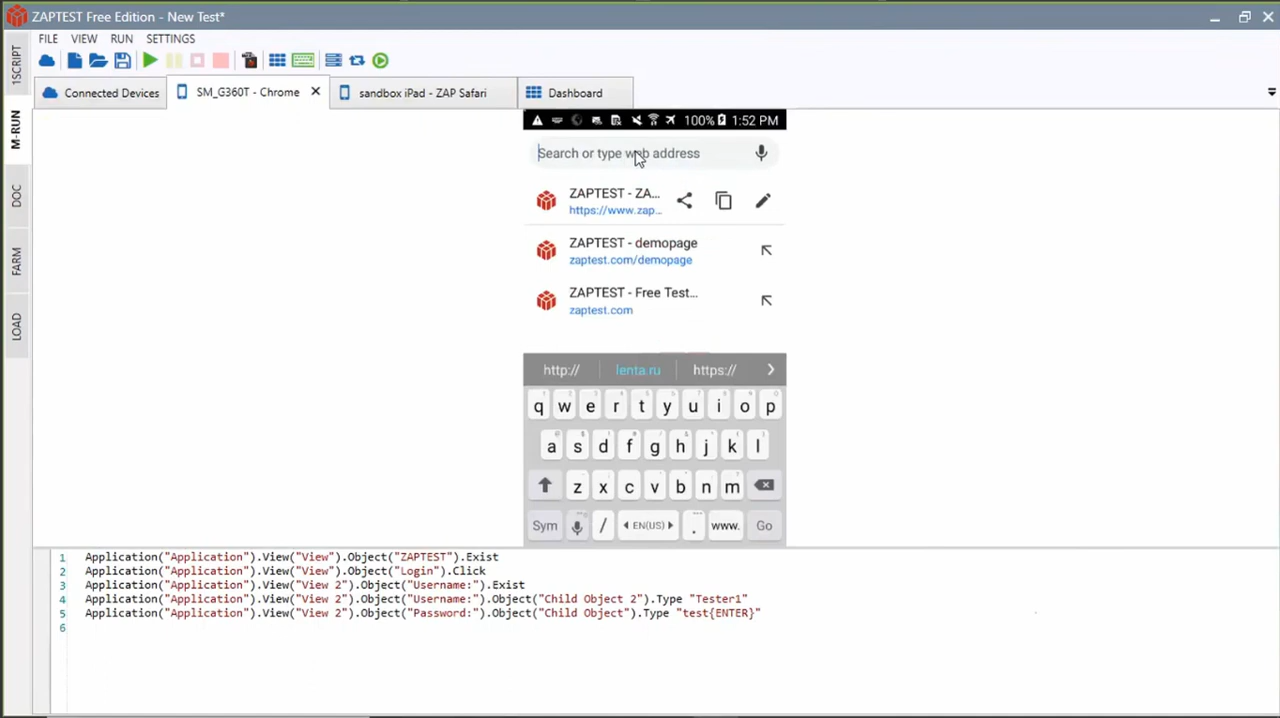 ZAPTEST Free Edition - New Test*
FILE VIEW RUN SETTINGS
1SCRIPT
M-RUN
DOC
FARM
LOAD
Connected Devices
SM_G360T - Chrome
sandbox iPad - ZAP Safari
Dashboard
100% 1:52 PM
Search or type web address
ZAPTEST - ZA...
https://www.zap...
ZAPTEST - demopage
zaptest.com/demopage
ZAPTEST - Free Test...
zaptest.com
http:// lenta.ru https://
q w e r t y u i o p
a s d f g h j k l
z x c v b n m
Sym / EN(US) . www. Go
1 Application("Application").View("View").Object("ZAPTEST").Exist
2 Application("Application").View("View").Object("Login").Click
3 Application("Application").View("View 2").Object("Username:").Exist
4 Application("Application").View("View 2").Object("Username:").Object("Child Object 2").Type "Tester1"
5 Application("Application").View("View 2").Object("Password:").Object("Child Object").Type "test{ENTER}"
6